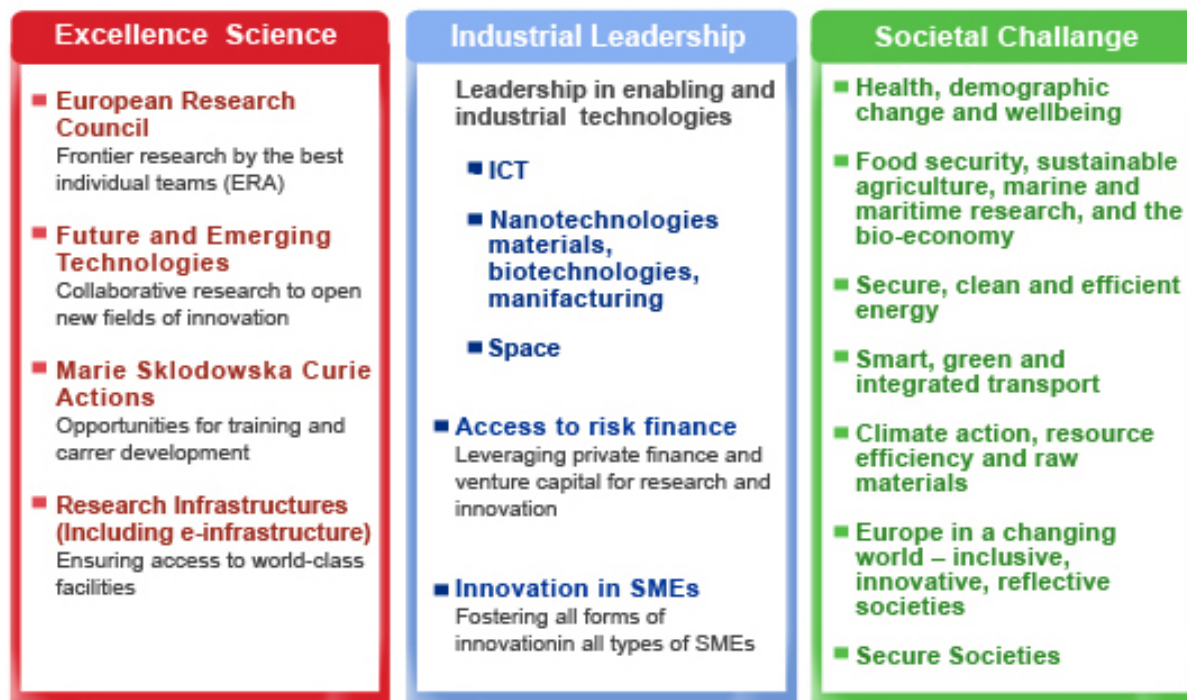 Excellence Science
European Research
Council
Frontier research by the best
individual teams (ERA)
Future and Emerging
Technologies
Collaborative research to open
new fields of innovation
Marie Sklodowska Curie
Actions
Opportunities for training and
carrer development
Research Infrastructures
(Including e-infrastructure)
Ensuring access to world-class
facilities
Industrial Leadership
Leadership in enabling and
industrial technologies
ICT
Nanotechnologies
materials,
biotechnologies,
manifacturing
Space
Access to risk finance
Leveraging private finance and
venture capital for research and
innovation
Innovation in SMEs
Fostering all forms of
innovationin all types of SMEs
Societal Challange
Health, demographic
change and wellbeing
Food security, sustainable
agriculture, marine and
maritime research, and the
bio-economy
Secure, clean and efficient
energy
Smart, green and
integrated transport
Climate action, resource
efficiency and raw
materials
Europe in a changing
world – inclusive,
innovative, reflective
societies
Secure Societies